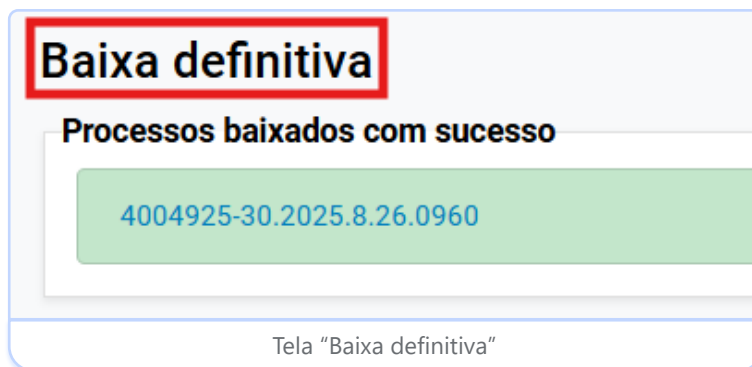 Baixa definitiva
Processos baixados com sucesso
4004925-30.2025.8.26.0960
Tela “Baixa definitiva”